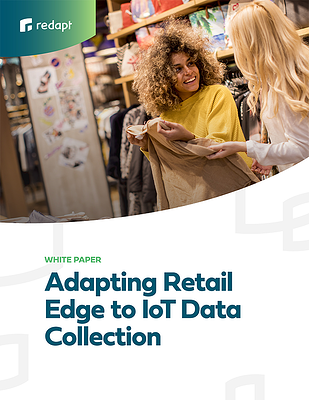 redapt
WHITE PAPER
Adapting Retail
Edge to IoT Data
Collection